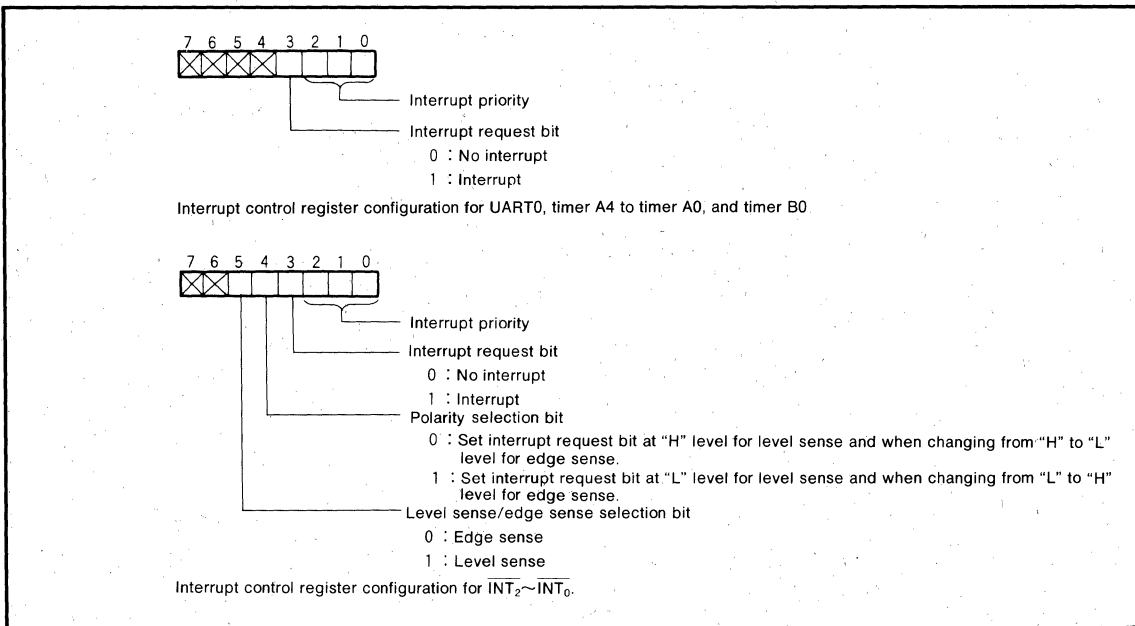 7 6 5 4 3 2 1 0
Interrupt priority
Interrupt request bit
0 : No interrupt
1 : Interrupt
Interrupt control register configuration for UART0, timer A4 to timer A0, and timer B0
7 6 5 4 3 2 1 0
Interrupt priority
Interrupt request bit
0 : No interrupt
1 : Interrupt
Polarity selection bit
0 : Set interrupt request bit at "H" level for level sense and when changing from "H" to "L"
level for edge sense.
1 : Set interrupt request bit at "L" level for level sense and when changing from "L" to "H"
level for edge sense.
Level sense/edge sense selection bit
0 : Edge sense
1 : Level sense
Interrupt control register configuration for I̅N̅T̅₂~I̅N̅T̅₀.